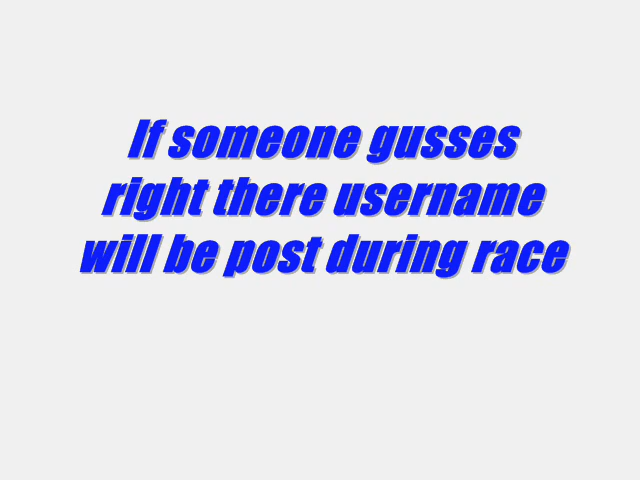 If someone gusses
right there username
will be post during race